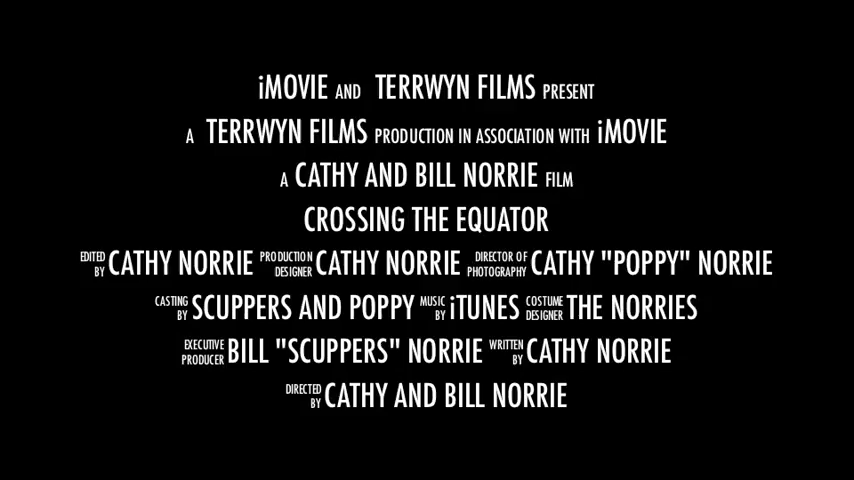 iMOVIE AND TERRWYN FILMS PRESENT
A TERRWYN FILMS PRODUCTION IN ASSOCIATION WITH iMOVIE
A CATHY AND BILL NORRIE FILM
CROSSING THE EQUATOR
EDITED BY CATHY NORRIE PRODUCTION DESIGNER CATHY NORRIE DIRECTOR OF PHOTOGRAPHY CATHY "POPPY" NORRIE
CASTING BY SCUPPERS AND POPPY MUSIC BY iTUNES COSTUME DESIGNER THE NORRIES
EXECUTIVE PRODUCER BILL "SCUPPERS" NORRIE WRITTEN BY CATHY NORRIE
DIRECTED BY CATHY AND BILL NORRIE